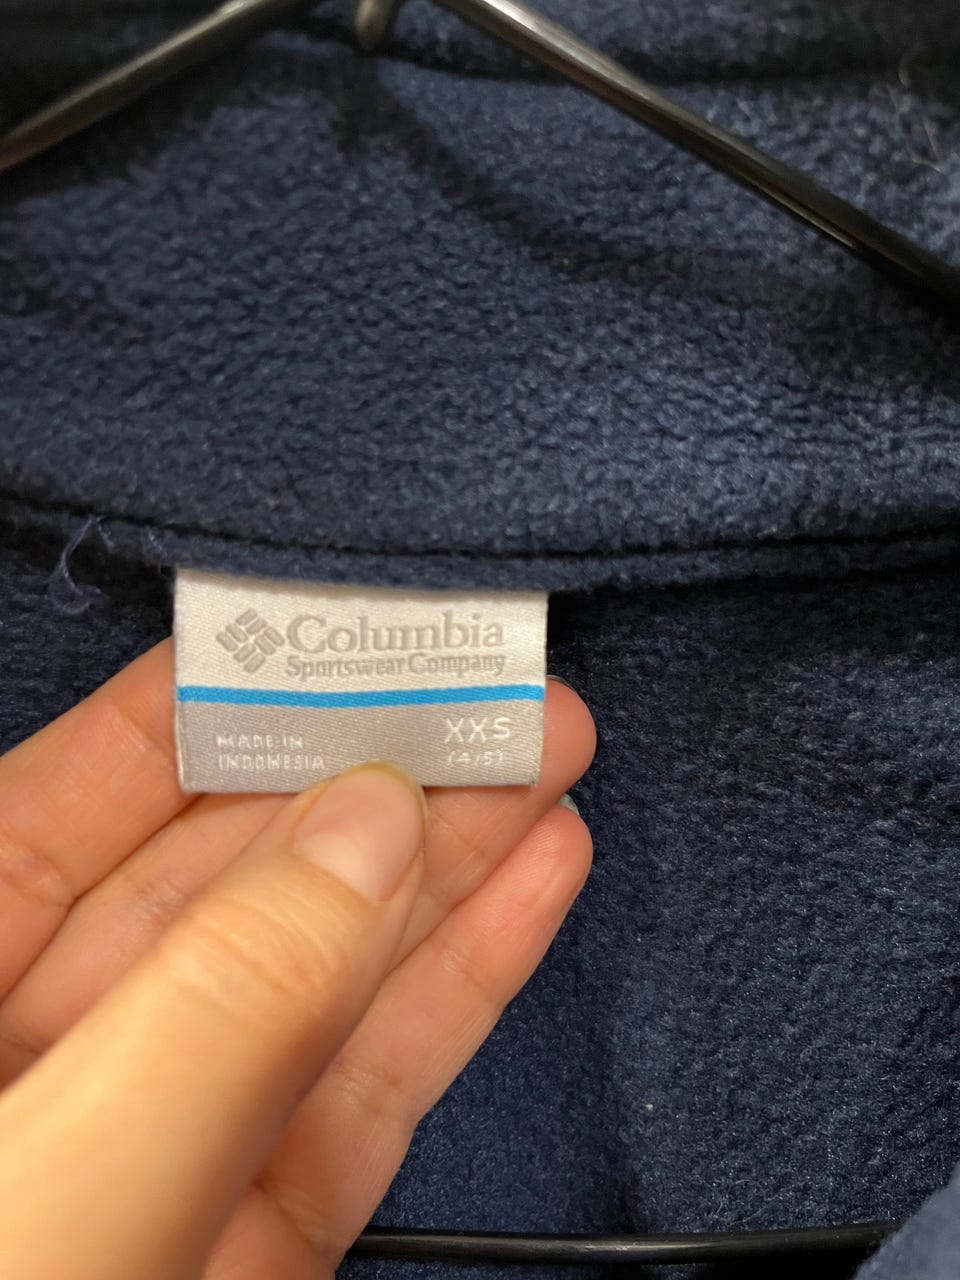 Columbia
Sportswear Company
XXS
MADE IN
(4/5)
INDONESIA